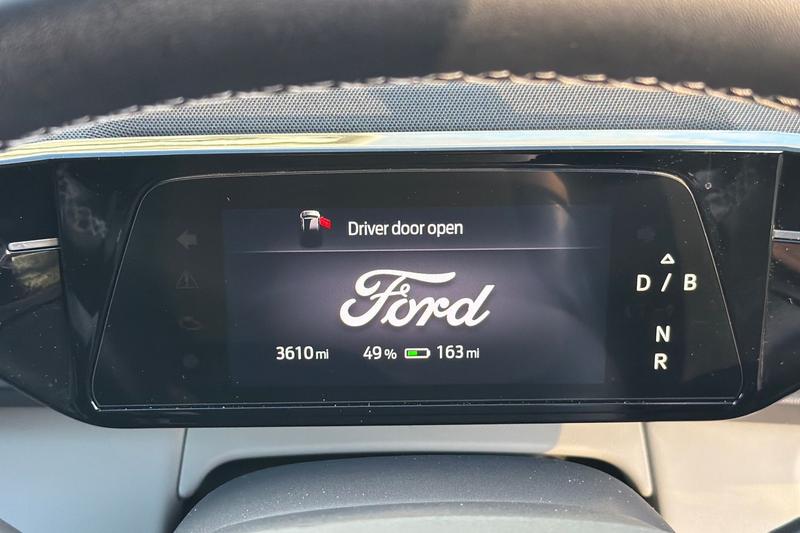 Driver door open
Ford
3610 mi 49 % 163 mi
D / B
N
R